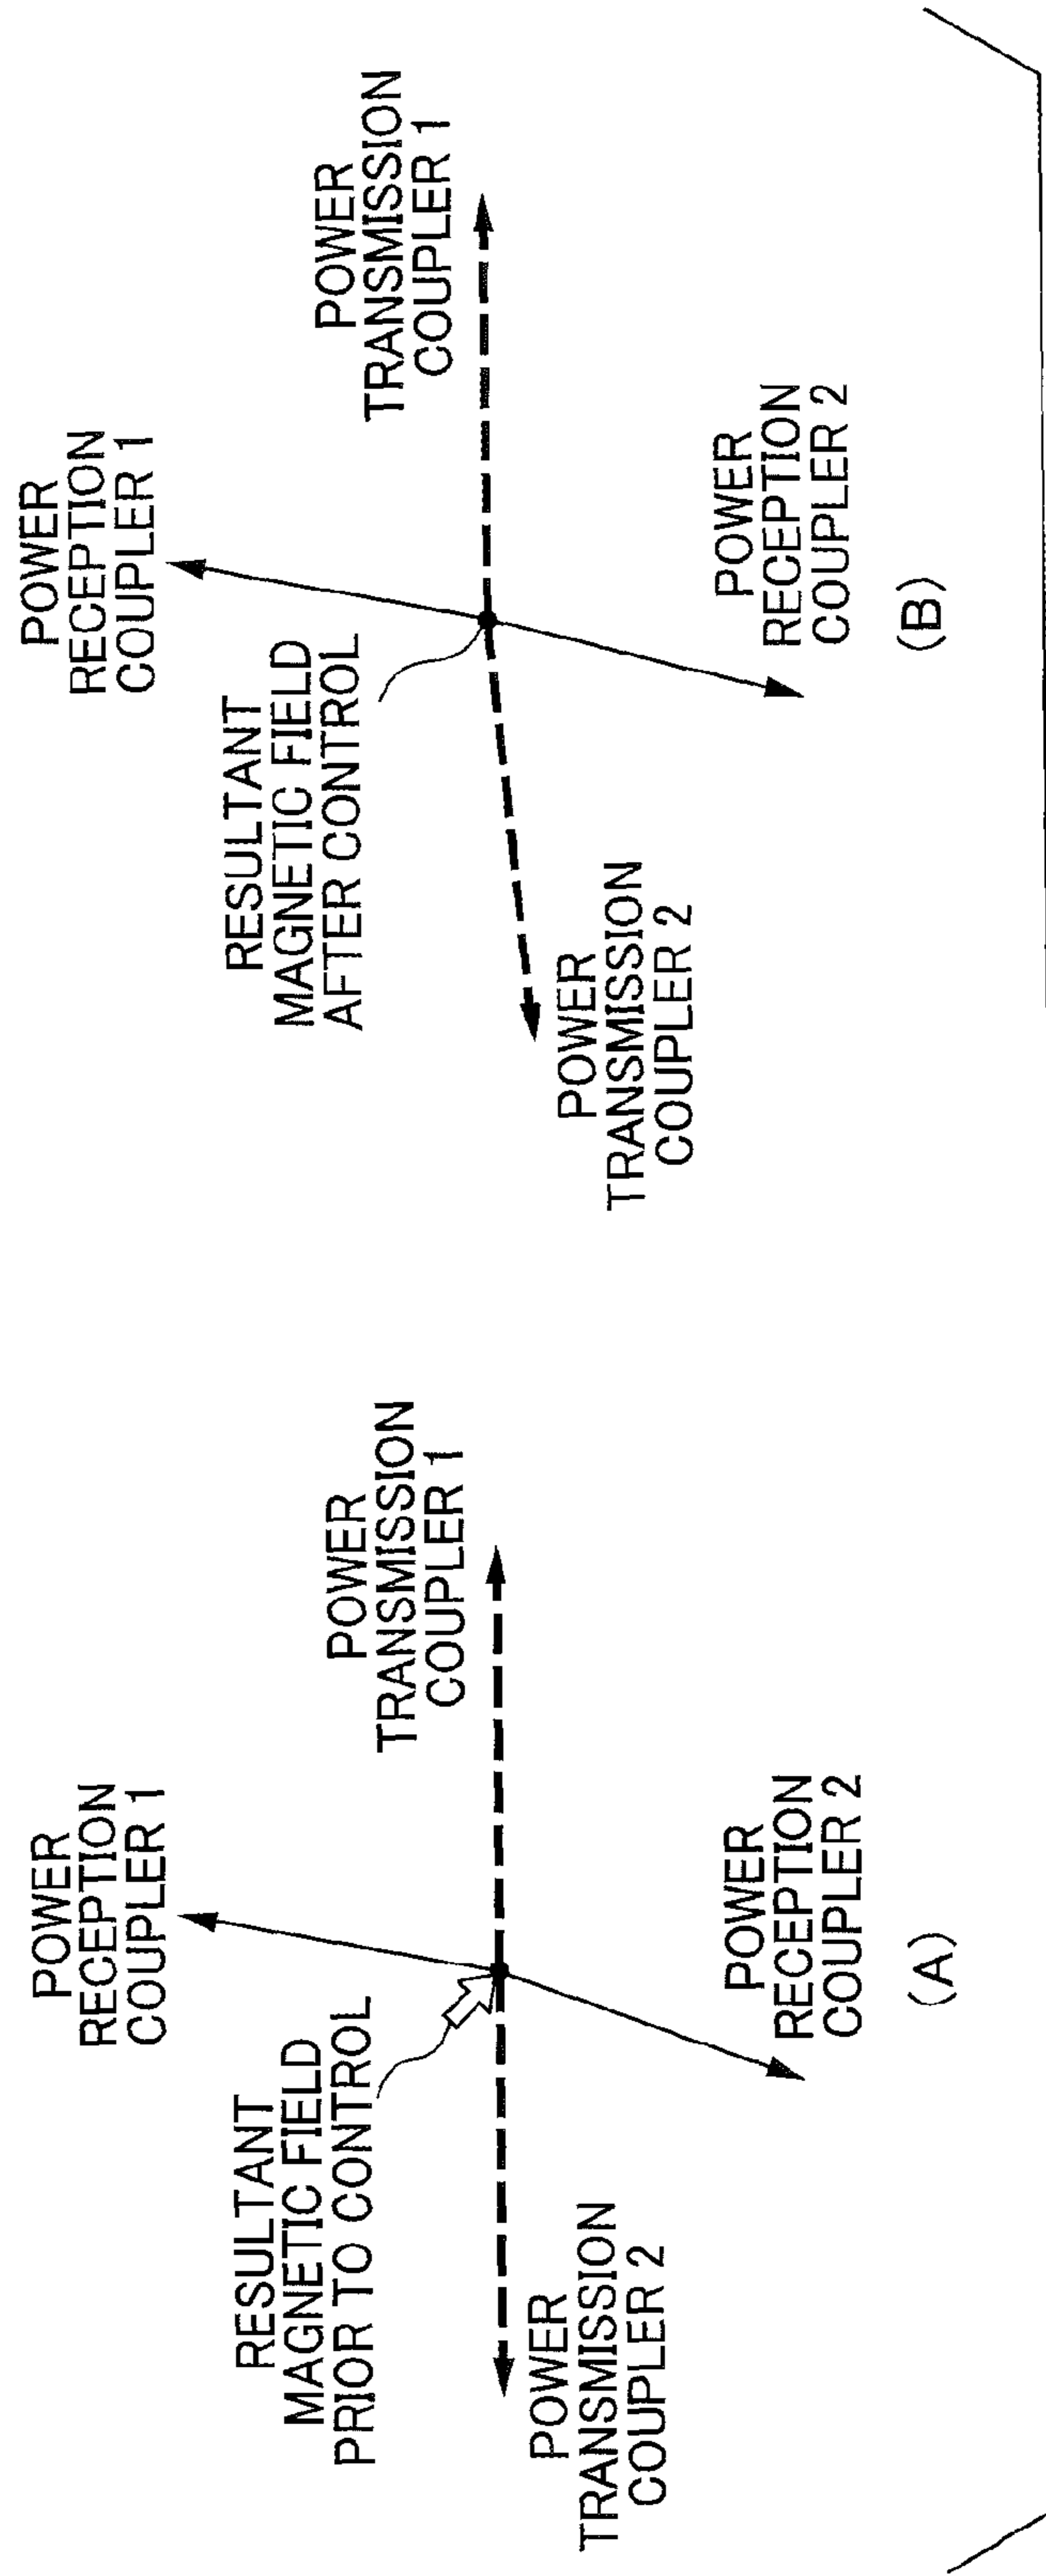 POWER
RECEPTION
COUPLER 1
RESULTANT
MAGNETIC FIELD
PRIOR TO CONTROL
POWER
TRANSMISSION
COUPLER 1
POWER
TRANSMISSION
COUPLER 2
POWER
RECEPTION
COUPLER 2
(A)
POWER
RECEPTION
COUPLER 1
RESULTANT
MAGNETIC FIELD
AFTER CONTROL
POWER
TRANSMISSION
COUPLER 1
POWER
TRANSMISSION
COUPLER 2
POWER
RECEPTION
COUPLER 2
(B)